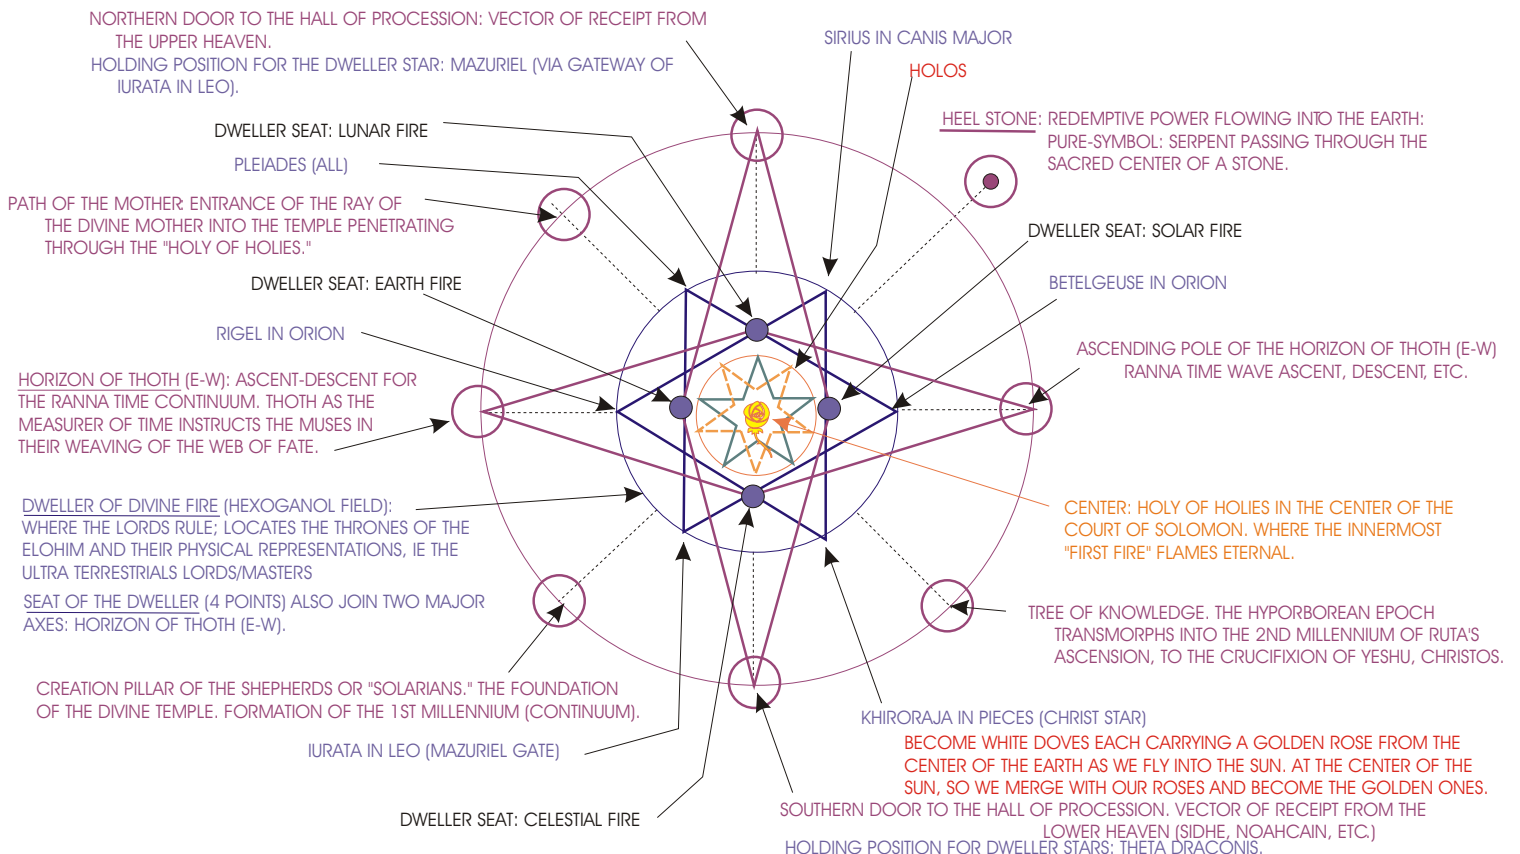 NORTHERN DOOR TO THE HALL OF PROCESSION: VECTOR OF RECEIPT FROM
THE UPPER HEAVEN.
HOLDING POSITION FOR THE DWELLER STAR: MAZURIEL (VIA GATEWAY OF
IURATA IN LEO).
SIRIUS IN CANIS MAJOR
HOLOS
HEEL STONE: REDEMPTIVE POWER FLOWING INTO THE EARTH:
PURE-SYMBOL: SERPENT PASSING THROUGH THE
SACRED CENTER OF A STONE.
DWELLER SEAT: LUNAR FIRE
PLEIADES (ALL)
PATH OF THE MOTHER: ENTRANCE OF THE RAY OF
THE DIVINE MOTHER INTO THE TEMPLE PENETRATING
THROUGH THE "HOLY OF HOLIES."
DWELLER SEAT: SOLAR FIRE
DWELLER SEAT: EARTH FIRE
BETELGEUSE IN ORION
RIGEL IN ORION
ASCENDING POLE OF THE HORIZON OF THOTH (E-W)
RANNA TIME WAVE ASCENT, DESCENT, ETC.
HORIZON OF THOTH (E-W): ASCENT-DESCENT FOR
THE RANNA TIME CONTINUUM. THOTH AS THE
MEASURER OF TIME INSTRUCTS THE MUSES IN
THEIR WEAVING OF THE WEB OF FATE.
DWELLER OF DIVINE FIRE (HEXOGANOL FIELD):
WHERE THE LORDS RULE; LOCATES THE THRONES OF THE
ELOHIM AND THEIR PHYSICAL REPRESENTATIONS, IE THE
ULTRA TERRESTRIALS LORDS/MASTERS
SEAT OF THE DWELLER (4 POINTS) ALSO JOIN TWO MAJOR
AXES: HORIZON OF THOTH (E-W).
CENTER: HOLY OF HOLIES IN THE CENTER OF THE
COURT OF SOLOMON. WHERE THE INNERMOST
"FIRST FIRE" FLAMES ETERNAL.
TREE OF KNOWLEDGE. THE HYPORBOREAN EPOCH
TRANSMORPHS INTO THE 2ND MILLENNIUM OF RUTA'S
ASCENSION, TO THE CRUCIFIXION OF YESHU, CHRISTOS.
CREATION PILLAR OF THE SHEPHERDS OR "SOLARIANS." THE FOUNDATION
OF THE DIVINE TEMPLE. FORMATION OF THE 1ST MILLENNIUM (CONTINUUM).
IURATA IN LEO (MAZURIEL GATE)
KHIRORAJA IN PIECES (CHRIST STAR)
BECOME WHITE DOVES EACH CARRYING A GOLDEN ROSE FROM THE
CENTER OF THE EARTH AS WE FLY INTO THE SUN. AT THE CENTER OF THE
SUN, SO WE MERGE WITH OUR ROSES AND BECOME THE GOLDEN ONES.
DWELLER SEAT: CELESTIAL FIRE
SOUTHERN DOOR TO THE HALL OF PROCESSION. VECTOR OF RECEIPT FROM THE
LOWER HEAVEN (SIDHE, NOAHCAIN, ETC.)
HOLDING POSITION FOR DWELLER STARS: THETA DRACONIS.